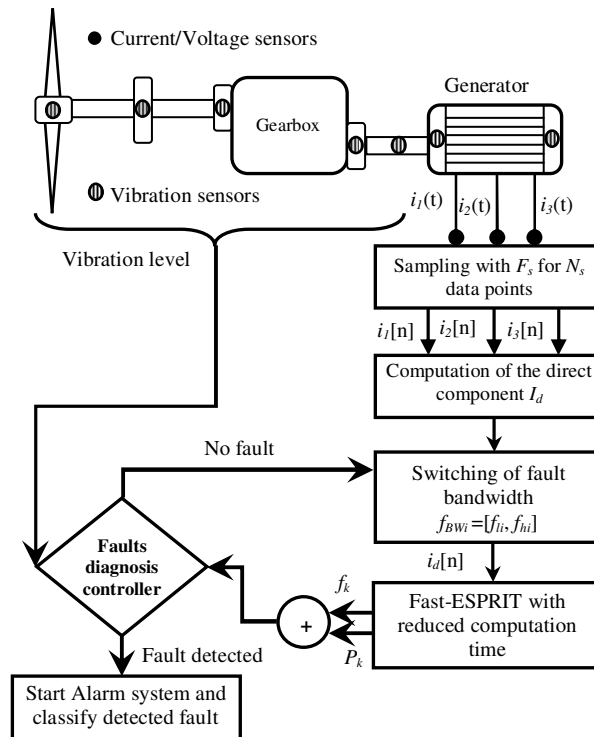 Current/Voltage sensors
Generator
Gearbox
Vibration sensors
i1(t)
i2(t)
i3(t)
Vibration level
Sampling with Fs for Ns
data points
i1[n]
i2[n]
i3[n]
Computation of the direct
component Id
No fault
Switching of fault
bandwidth
fBWi=[fli, fhi]
id[n]
Faults
diagnosis
controller
fk
+
Pk
Fast-ESPRIT with
reduced computation
time
Fault detected
Start Alarm system and
classify detected fault